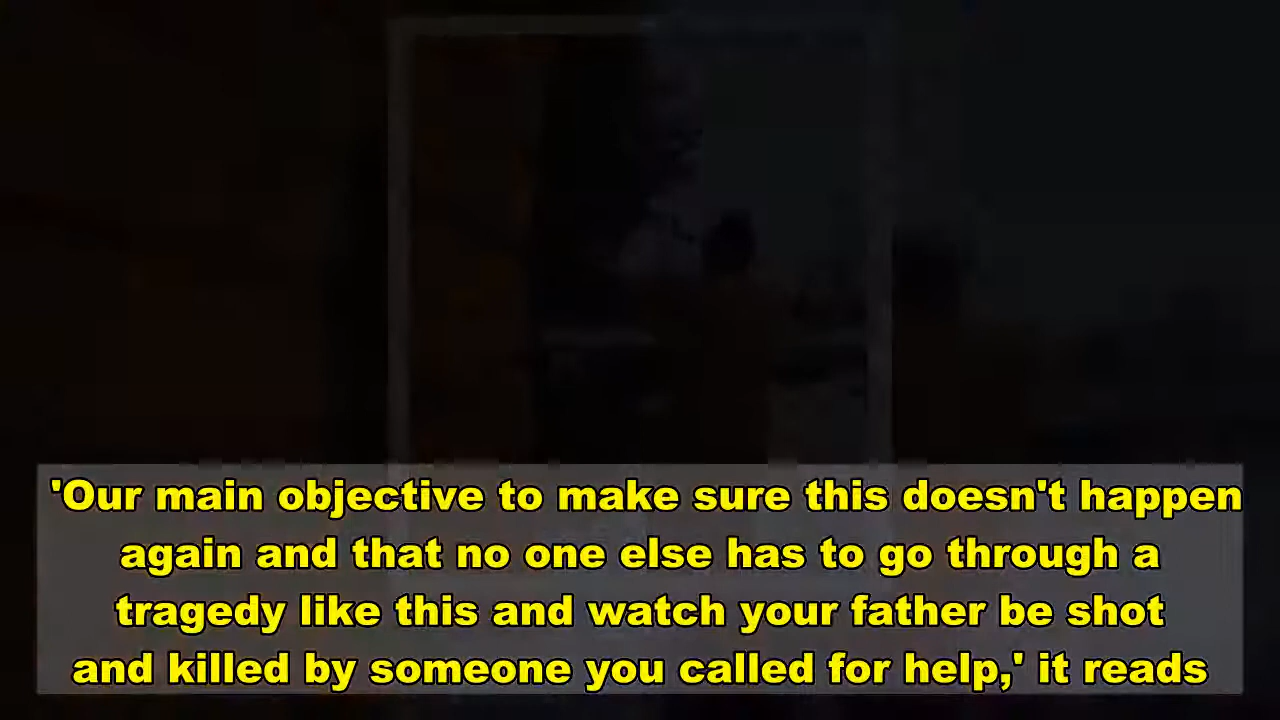 'Our main objective to make sure this doesn't happen
again and that no one else has to go through a
tragedy like this and watch your father be shot
and killed by someone you called for help,' it reads